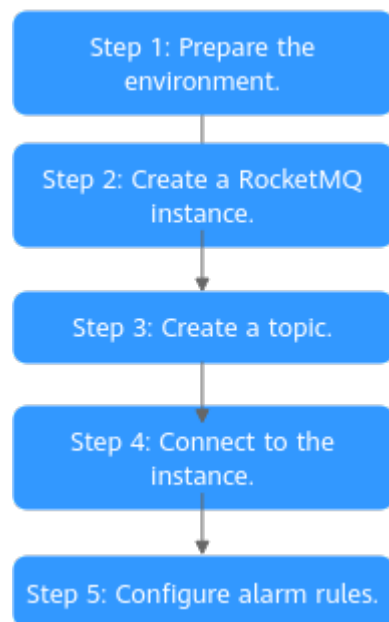 Step 1: Prepare the
environment.
Step 2: Create a RocketMQ
instance.
Step 3: Create a topic.
Step 4: Connect to the
instance.
Step 5: Configure alarm rules.